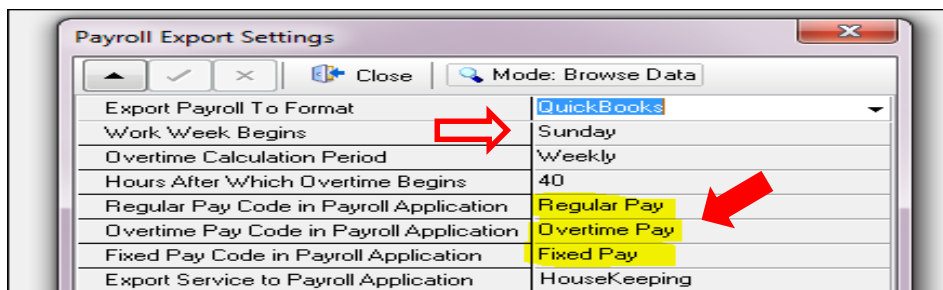 Payroll Export Settings
Close Mode: Browse Data
Export Payroll To Format QuickBooks
Work Week Begins Sunday
Overtime Calculation Period Weekly
Hours After Which Overtime Begins 40
Regular Pay Code in Payroll Application Regular Pay
Overtime Pay Code in Payroll Application Overtime Pay
Fixed Pay Code in Payroll Application Fixed Pay
Export Service to Payroll Application HouseKeeping